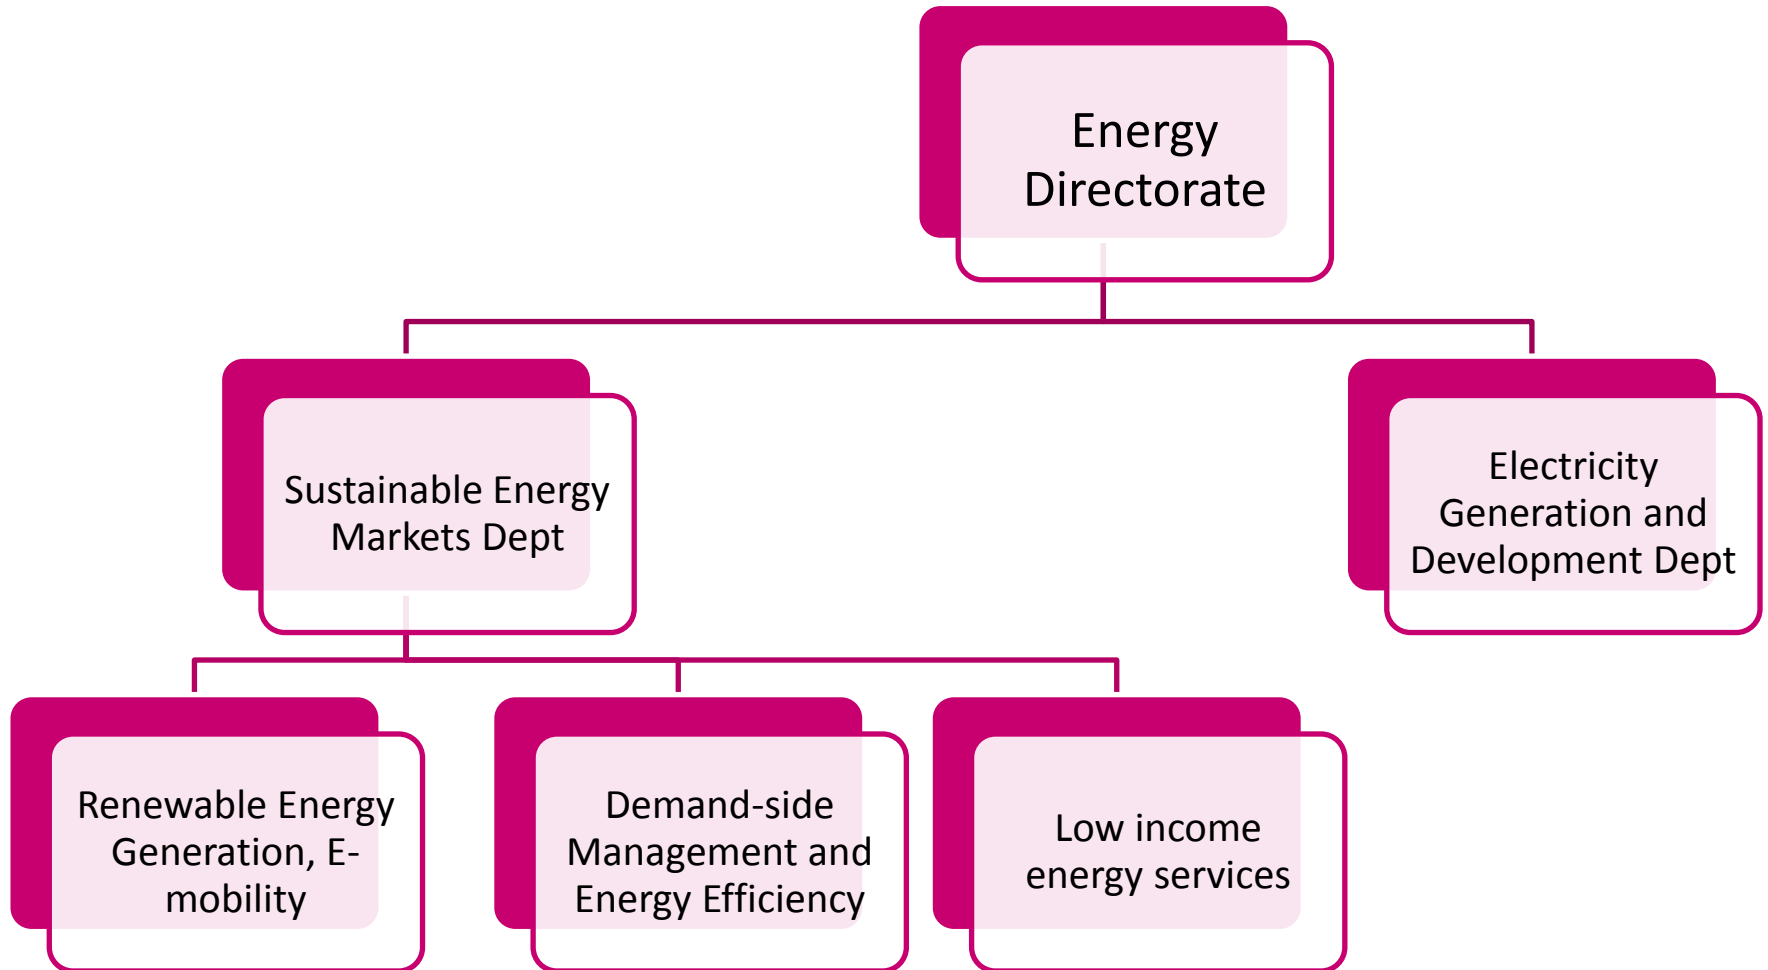 Energy
Directorate
Sustainable Energy
Markets Dept
Electricity
Generation and
Development Dept
Renewable Energy
Generation, E-
mobility
Demand-side
Management and
Energy Efficiency
Low income
energy services